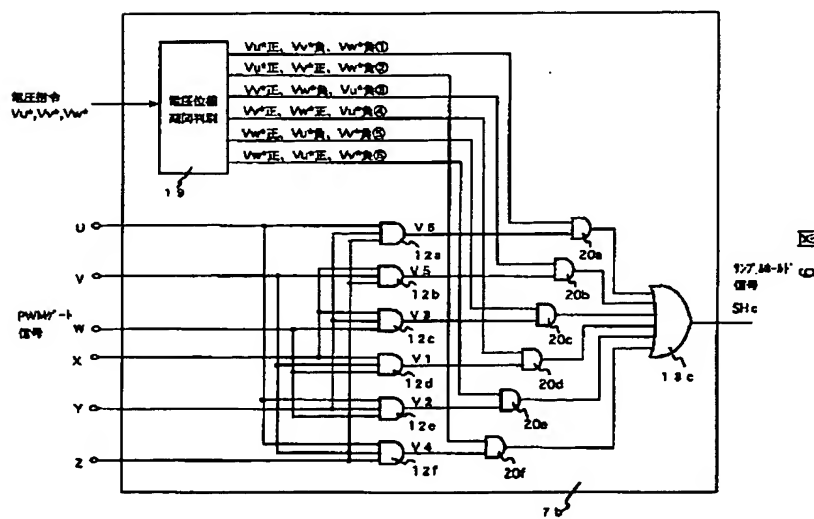 Vu*正、Vv*負、Vw*負①
Vu*正、Vv*正、Vw*負②
Vv*正、Vw*負、Vu*負③
Vv*正、Vw*正、Vu*負④
Vw*正、Vu*負、Vv*負⑤
Vw*正、Vu*正、Vv*負⑥
電圧指令
Vu*,Vv*,Vw*
電圧位相
範囲判別
19
U
V
PWMゲート
信号
W
X
Y
Z
V6
12a
V5
12b
12c
V1
12d
V2
12e
V4
12f
20a
20b
20c
20d
20e
20f
18c
サンプルホールド
信号
SHc
図
7b